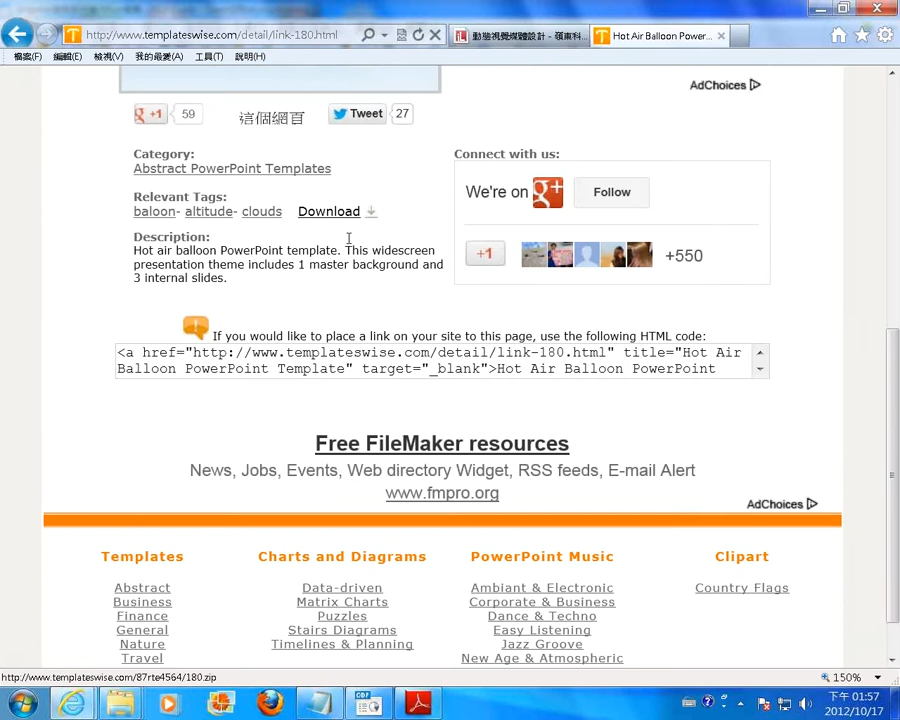 http://www.templateswise.com/detail/link-180.html
動態視覺媒體設計 - 碩東科...
Hot Air Balloon Power...
檔案(F) 編輯(E) 檢視(V) 我的最愛(A) 工具(T) 說明(H)
AdChoices
+1 59 這個網頁 Tweet 27
Category:
Abstract PowerPoint Templates
Relevant Tags:
baloon- altitude- clouds Download
Description:
Hot air balloon PowerPoint template. This widescreen
presentation theme includes 1 master background and
3 internal slides.
Connect with us:
We're on g+ Follow
+1 +550
If you would like to place a link on your site to this page, use the following HTML code:
<a href="http://www.templateswise.com/detail/link-180.html" title="Hot Air
Balloon PowerPoint Template" target="_blank">Hot Air Balloon PowerPoint
Free FileMaker resources
News, Jobs, Events, Web directory Widget, RSS feeds, E-mail Alert
www.fmpro.org
AdChoices
Templates
Abstract
Business
Finance
General
Nature
Travel
Charts and Diagrams
Data-driven
Matrix Charts
Puzzles
Stairs Diagrams
Timelines & Planning
PowerPoint Music
Ambiant & Electronic
Corporate & Business
Dance & Techno
Easy Listening
Jazz Groove
New Age & Atmospheric
Clipart
Country Flags
http://www.templateswise.com/87rte4564/180.zip
150%
CDF
下午 01:57
2012/10/17